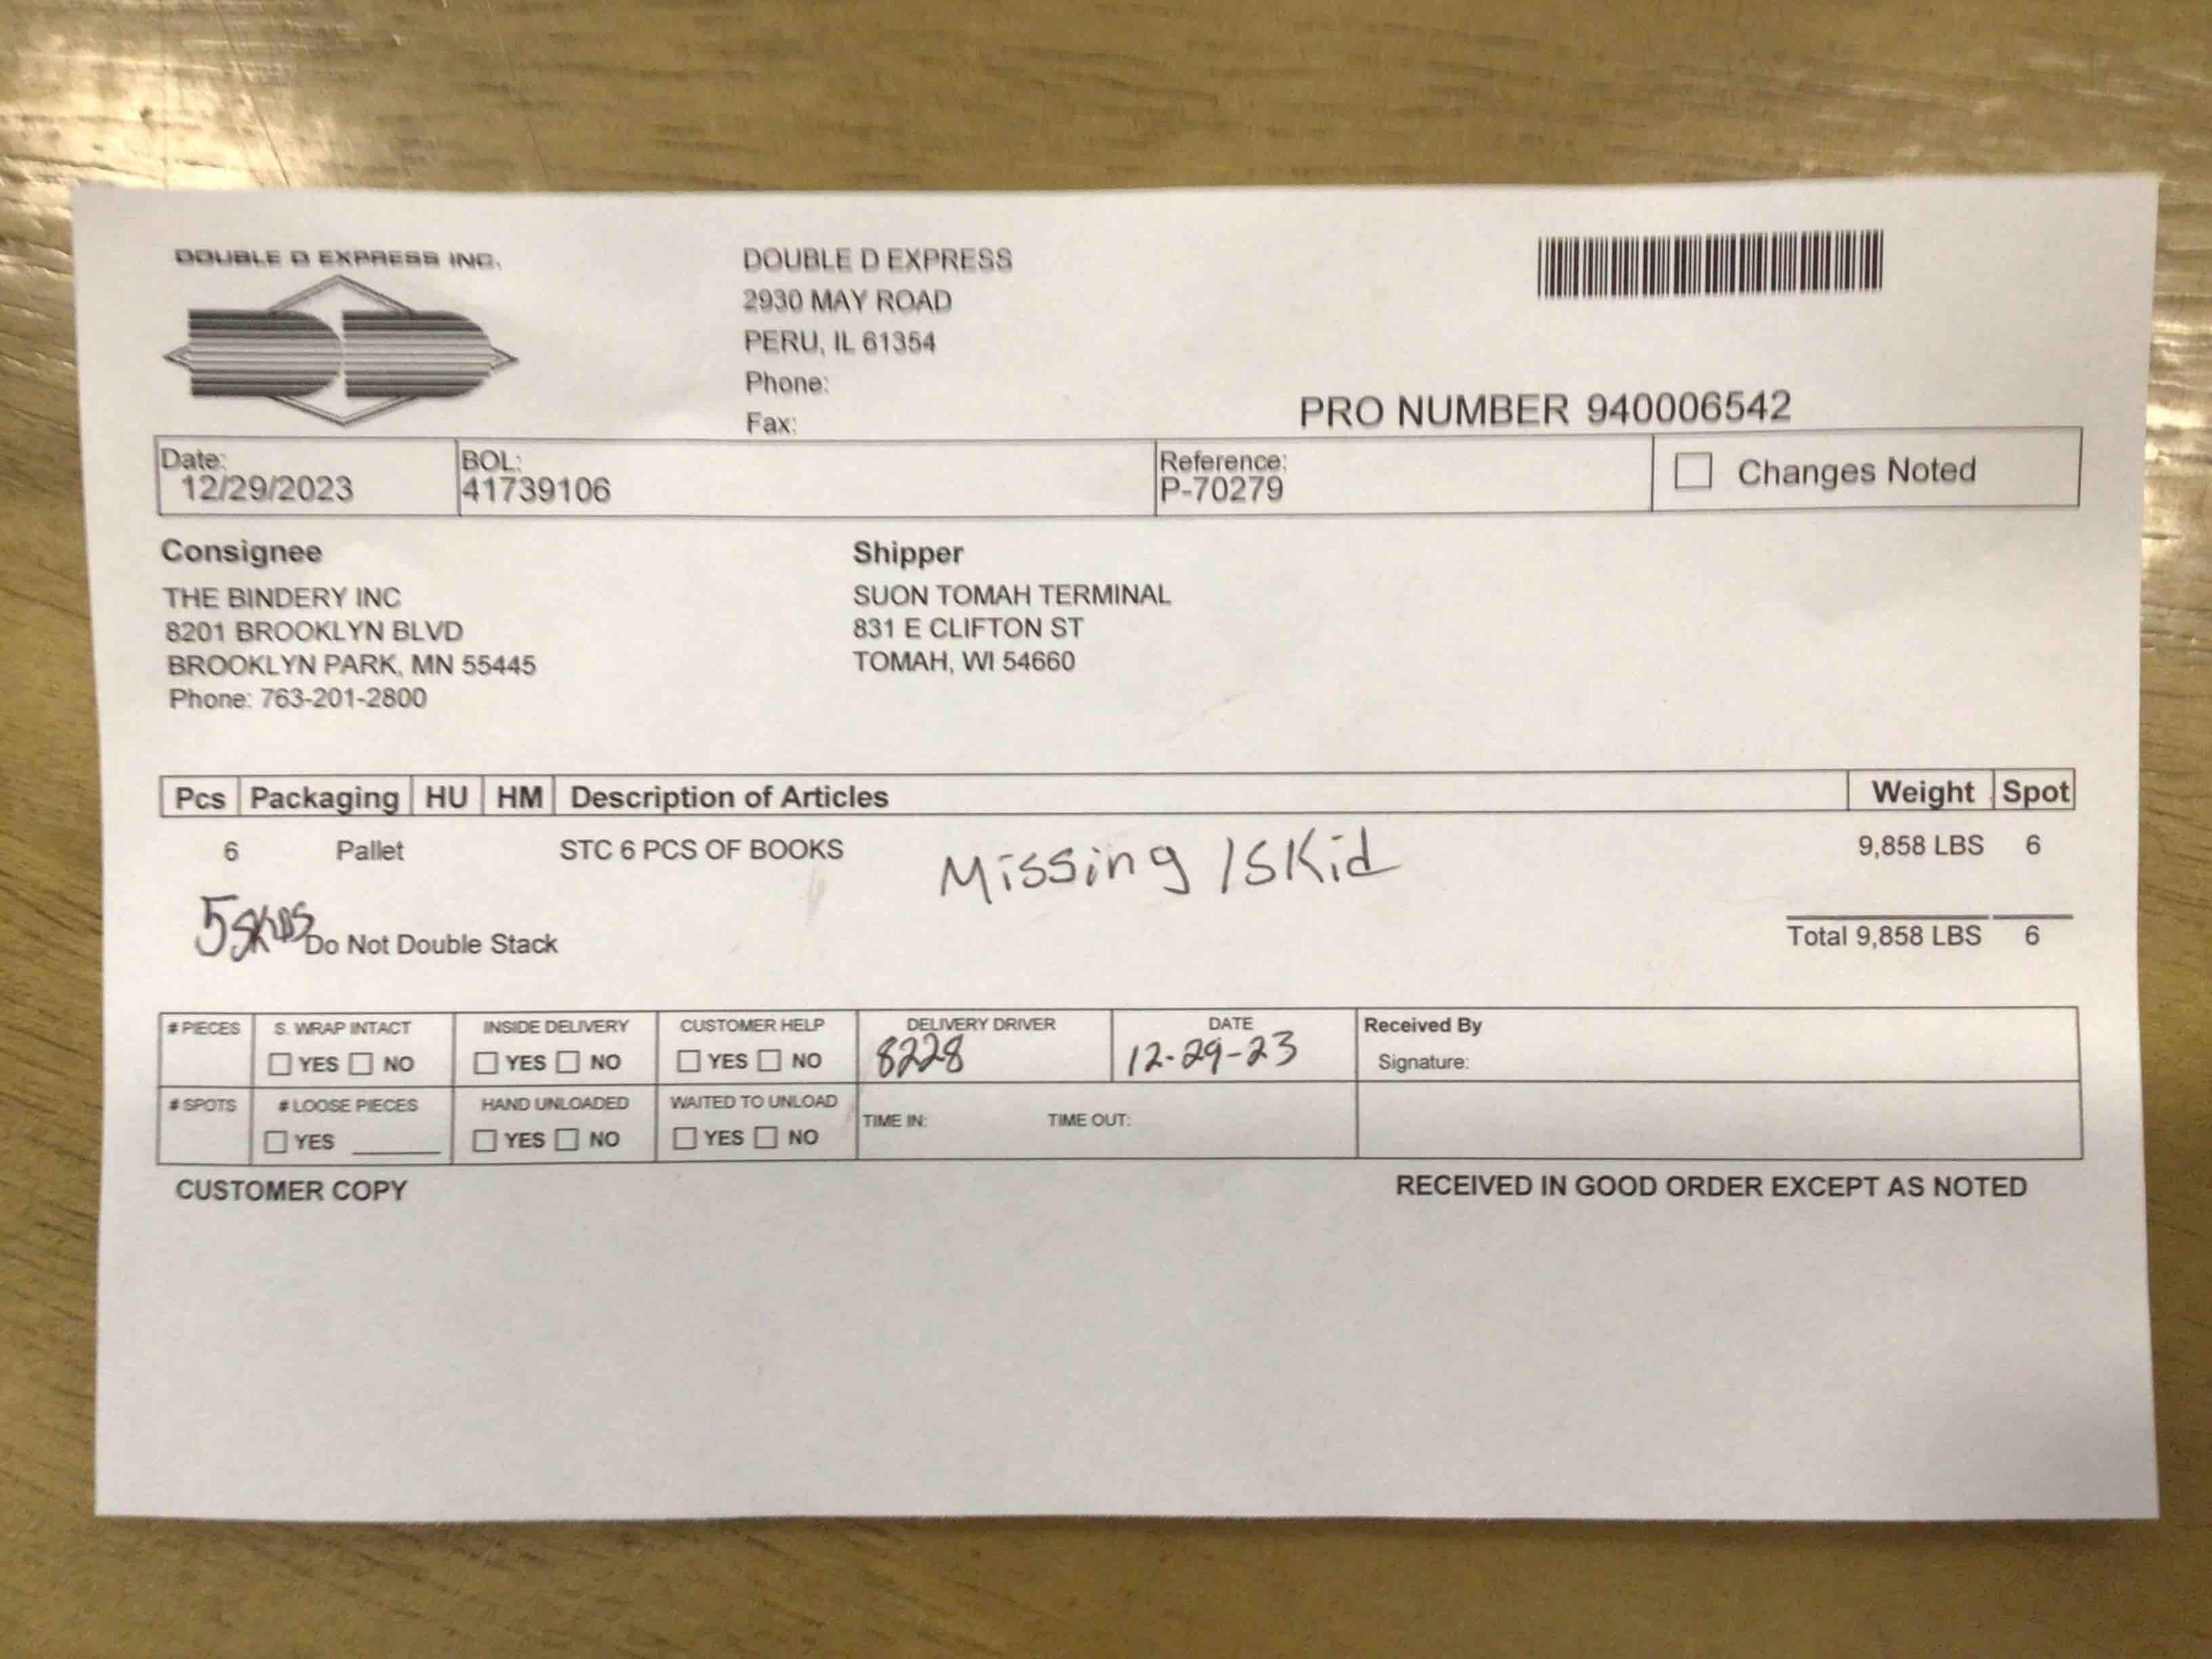 DOUBLE D EXPRESS INC.
DOUBLE D EXPRESS
2930 MAY ROAD
PERU, IL 61354
Phone:
Fax:
PRO NUMBER 940006542
Date: BOL: Reference:
12/29/2023 41739106 P-70279 Changes Noted
Consignee
THE BINDERY INC
8201 BROOKLYN BLVD
BROOKLYN PARK, MN 55445
Phone: 763-201-2800
Shipper
SUON TOMAH TERMINAL
831 E CLIFTON ST
TOMAH, WI 54660
Pcs Packaging HU HM Description of Articles Weight Spot
6 Pallet STC 6 PCS OF BOOKS Missing 1 SKid 9,858 LBS 6
5 SKIDS Do Not Double Stack Total 9,858 LBS 6
# PIECES S. WRAP INTACT INSIDE DELIVERY CUSTOMER HELP DELIVERY DRIVER DATE Received By
YES NO YES NO YES NO 8228 12-29-23 Signature:
# SPOTS # LOOSE PIECES HAND UNLOADED WAITED TO UNLOAD TIME IN: TIME OUT:
YES YES NO YES NO
CUSTOMER COPY RECEIVED IN GOOD ORDER EXCEPT AS NOTED